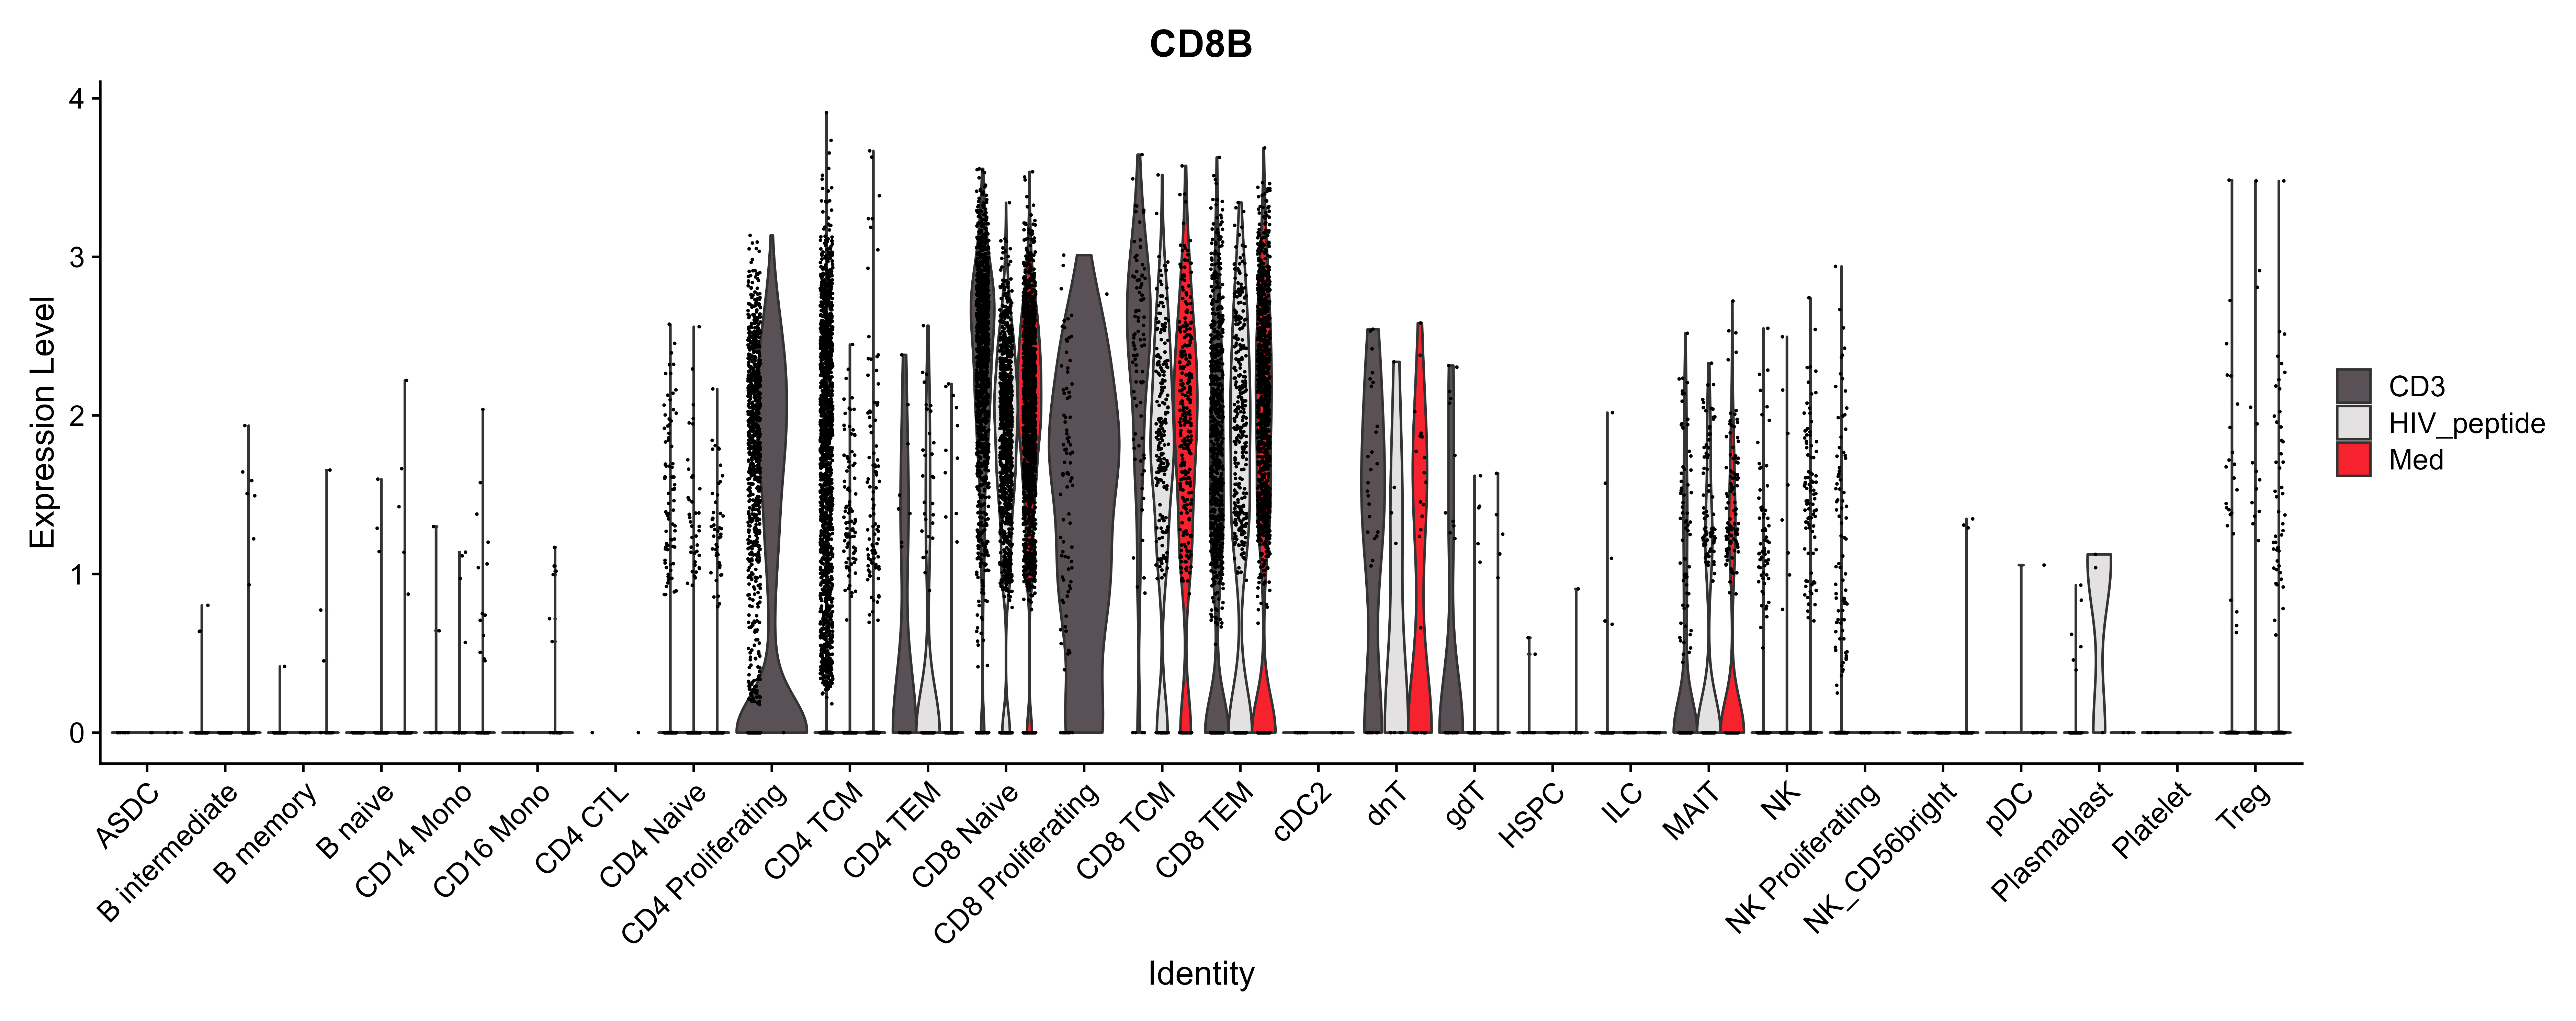 CD8B
Expression Level
4
3
2
1
0
ASDC
B intermediate
B memory
B naive
CD14 Mono
CD16 Mono
CD4 CTL
CD4 Naive
CD4 Proliferating
CD4 TCM
CD4 TEM
CD8 Naive
CD8 Proliferating
CD8 TCM
CD8 TEM
cDC2
dnT
gdT
HSPC
ILC
MAIT
NK
NK Proliferating
NK_CD56bright
pDC
Plasmablast
Platelet
Treg
Identity
CD3
HIV_peptide
Med